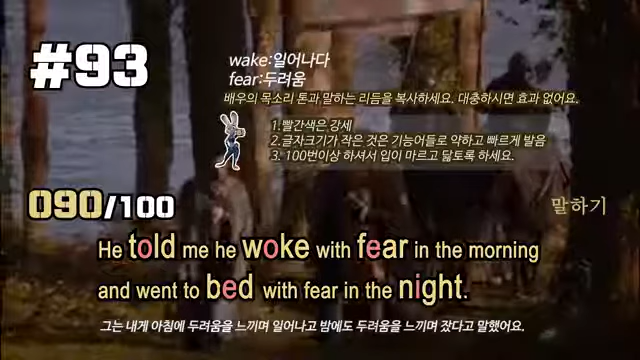 #93
wake:일어나다
fear:두려움
배우의 목소리 톤과 말하는 리듬을 복사하세요. 대충하시면 효과 없어요.
1.빨간색은 강세
2.글자크기가 작은 것은 기능어들로 약하고 빠르게 발음
3. 100번이상 하셔서 입이 마르고 닳토록 하세요.
090/100
말하기
He told me he woke with fear in the morning
and went to bed with fear in the night.
그는 내게 아침에 두려움을 느끼며 일어나고 밤에도 두려움을 느끼며 잤다고 말했어요.